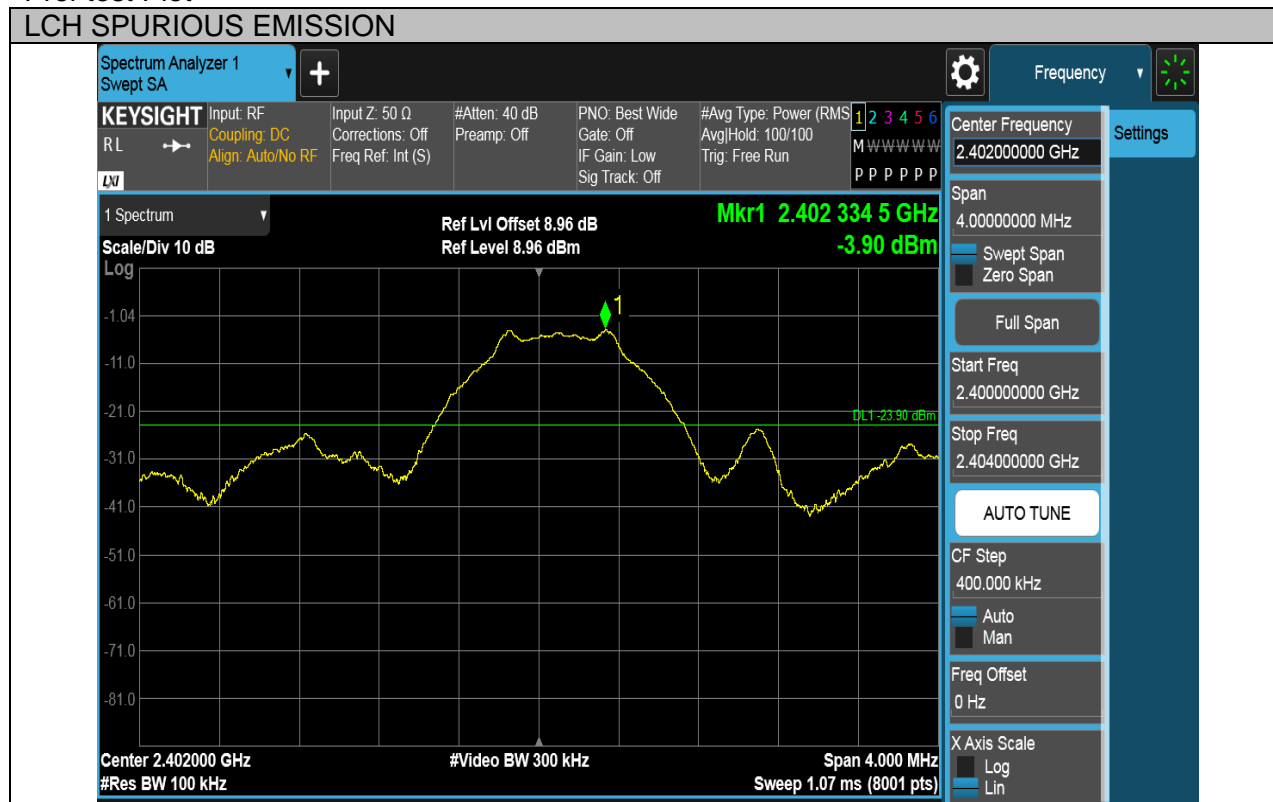 LCH SPURIOUS EMISSION
Spectrum Analyzer 1
Swept SA
+
Frequency
KEYSIGHT
RL
LXI
Input: RF
Coupling: DC
Align: Auto/No RF
Input Z: 50 Ω
Corrections: Off
Freq Ref: Int (S)
#Atten: 40 dB
Preamp: Off
PNO: Best Wide
Gate: Off
IF Gain: Low
Sig Track: Off
#Avg Type: Power (RMS
Avg|Hold: 100/100
Trig: Free Run
1 2 3 4 5 6
M W W W W W
P P P P P P
1 Spectrum
Scale/Div 10 dB
Ref Lvl Offset 8.96 dB
Ref Level 8.96 dBm
Mkr1 2.402 334 5 GHz
-3.90 dBm
Log
1
-1.04
-11.0
-21.0
DL1 -23.90 dBm
-31.0
-41.0
-51.0
-61.0
-71.0
-81.0
Center 2.402000 GHz
#Res BW 100 kHz
#Video BW 300 kHz
Span 4.000 MHz
Sweep 1.07 ms (8001 pts)
Center Frequency
2.402000000 GHz
Settings
Span
4.00000000 MHz
Swept Span
Zero Span
Full Span
Start Freq
2.400000000 GHz
Stop Freq
2.404000000 GHz
AUTO TUNE
CF Step
400.000 kHz
Auto
Man
Freq Offset
0 Hz
X Axis Scale
Log
Lin